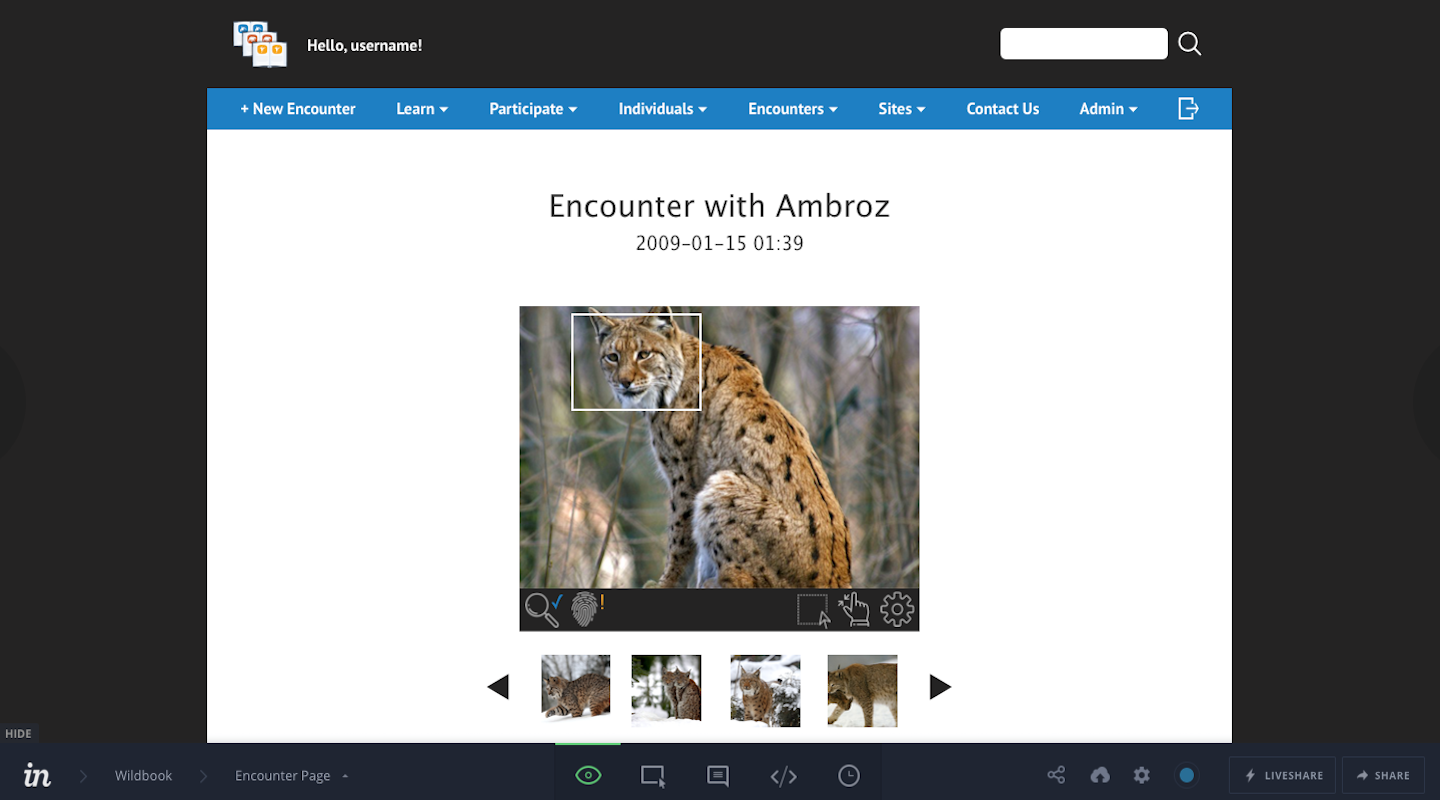 Hello, username!
+ New Encounter Learn Participate Individuals Encounters Sites Contact Us Admin
Encounter with Ambroz
2009-01-15 01:39
!
HIDE
in Wildbook Encounter Page LIVESHARE SHARE